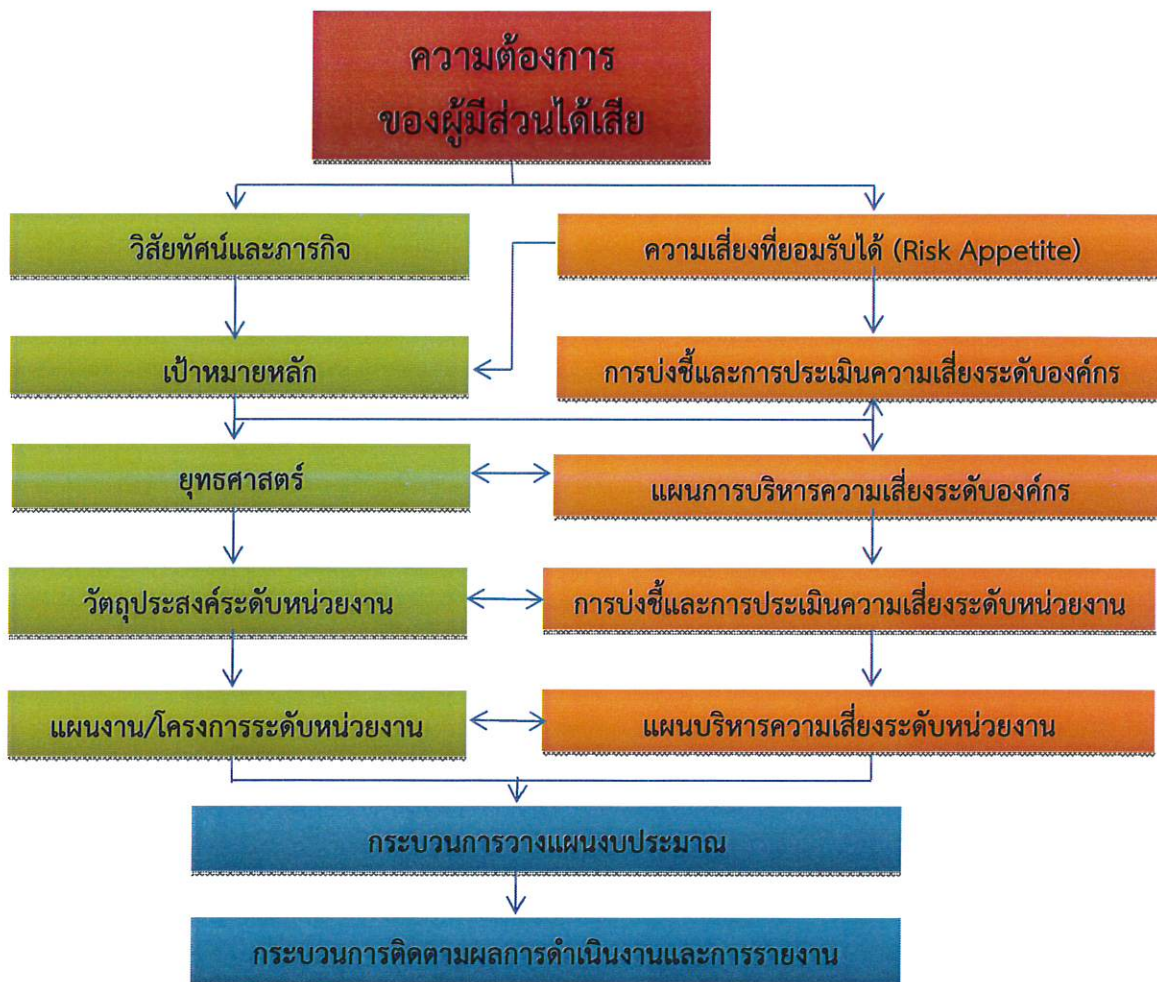 ความต้องการ
ของผู้มีส่วนได้เสีย
วิสัยทัศน์และภารกิจ
ความเสี่ยงที่ยอมรับได้ (Risk Appetite)
เป้าหมายหลัก
การบ่งชี้และการประเมินความเสี่ยงระดับองค์กร
ยุทธศาสตร์
แผนการบริหารความเสี่ยงระดับองค์กร
วัตถุประสงค์ระดับหน่วยงาน
การบ่งชี้และการประเมินความเสี่ยงระดับหน่วยงาน
แผนงาน/โครงการระดับหน่วยงาน
แผนบริหารความเสี่ยงระดับหน่วยงาน
กระบวนการวางแผนงบประมาณ
กระบวนการติดตามผลการดำเนินงานและการรายงาน